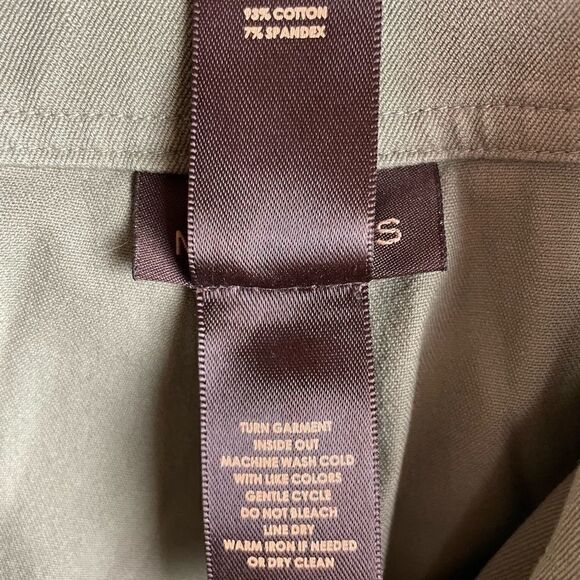 93% COTTON
7% SPANDEX
TURN GARMENT
INSIDE OUT
MACHINE WASH COLD
WITH LIKE COLORS
GENTLE CYCLE
DO NOT BLEACH
LINE DRY
WARM IRON IF NEEDED
OR DRY CLEAN